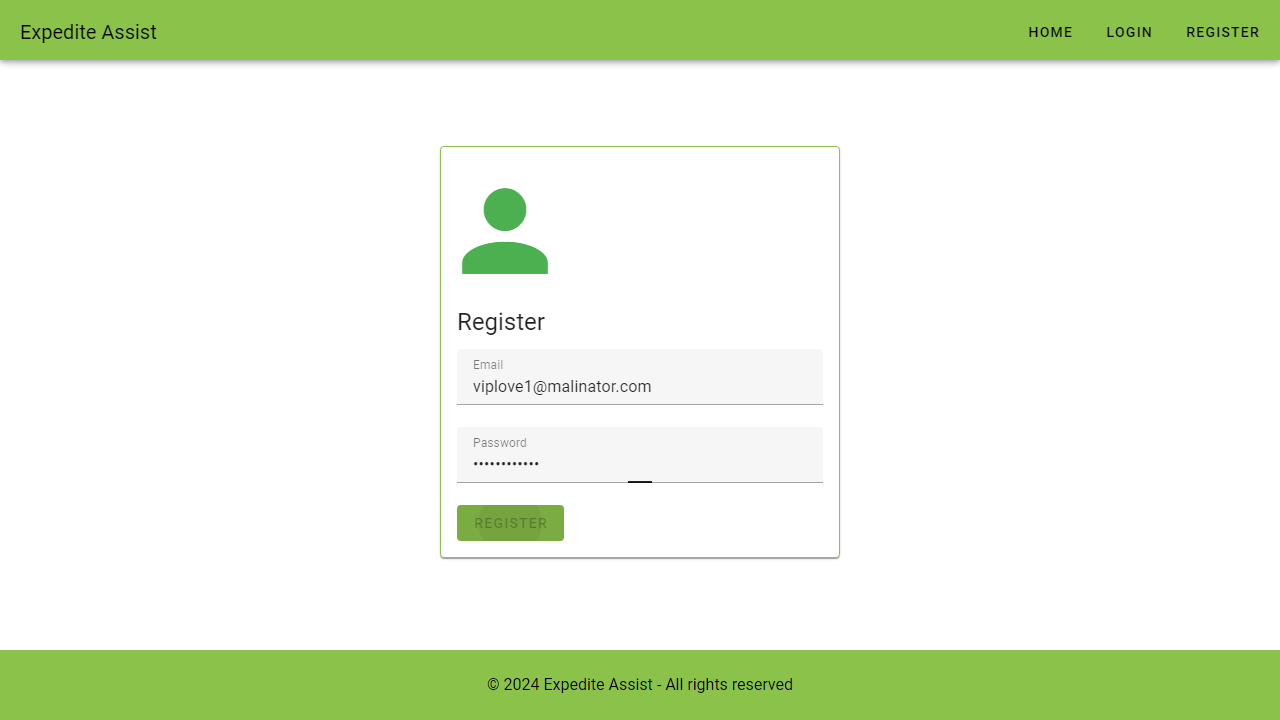 Expedite Assist
HOME LOGIN REGISTER
Register
Email
viplove1@malinator.com
Password
••••••••••••
REGISTER
© 2024 Expedite Assist - All rights reserved